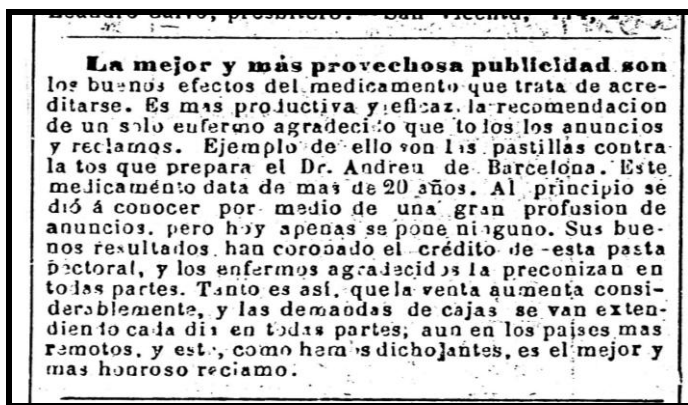 Leandro Calvo, presbítero. San Vicente,
La mejor y más provechosa publicidad son
los buenos efectos del medicamento que trata de acre-
ditarse. Es mas productiva y eficaz la recomendacion
de un solo enfermo agradecido que todos los anuncios
y reclamos. Ejemplo de ello son las pastillas contra
la tos que prepara el Dr. Andreu de Barcelona. Este
medicamento data de mas de 20 años. Al principio se
dió á conocer por medio de una gran profusion de
anuncios, pero hoy apenas se pone ninguno. Sus bue-
nos resultados han coronado el crédito de esta pasta
pectoral, y los enfermos agradecidos la preconizan en
todas partes. Tanto es así, que la venta aumenta consi-
derablemente, y las demandas de cajas se van exten-
diendo cada dia en todas partes, aun en los paises mas
remotos, y esto, como hemos dicho antes, es el mejor y
mas honroso reclamo.